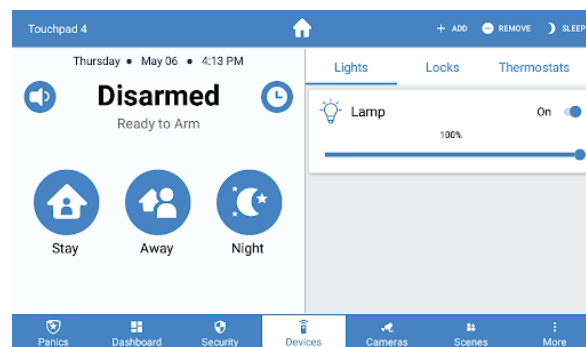 Touchpad 4
+ ADD
REMOVE
SLEEP
Thursday • May 06 • 4:13 PM
Disarmed
Ready to Arm
Stay
Away
Night
Lights
Locks
Thermostats
Lamp
On
100%
Panics
Dashboard
Security
Devices
Cameras
Scenes
More